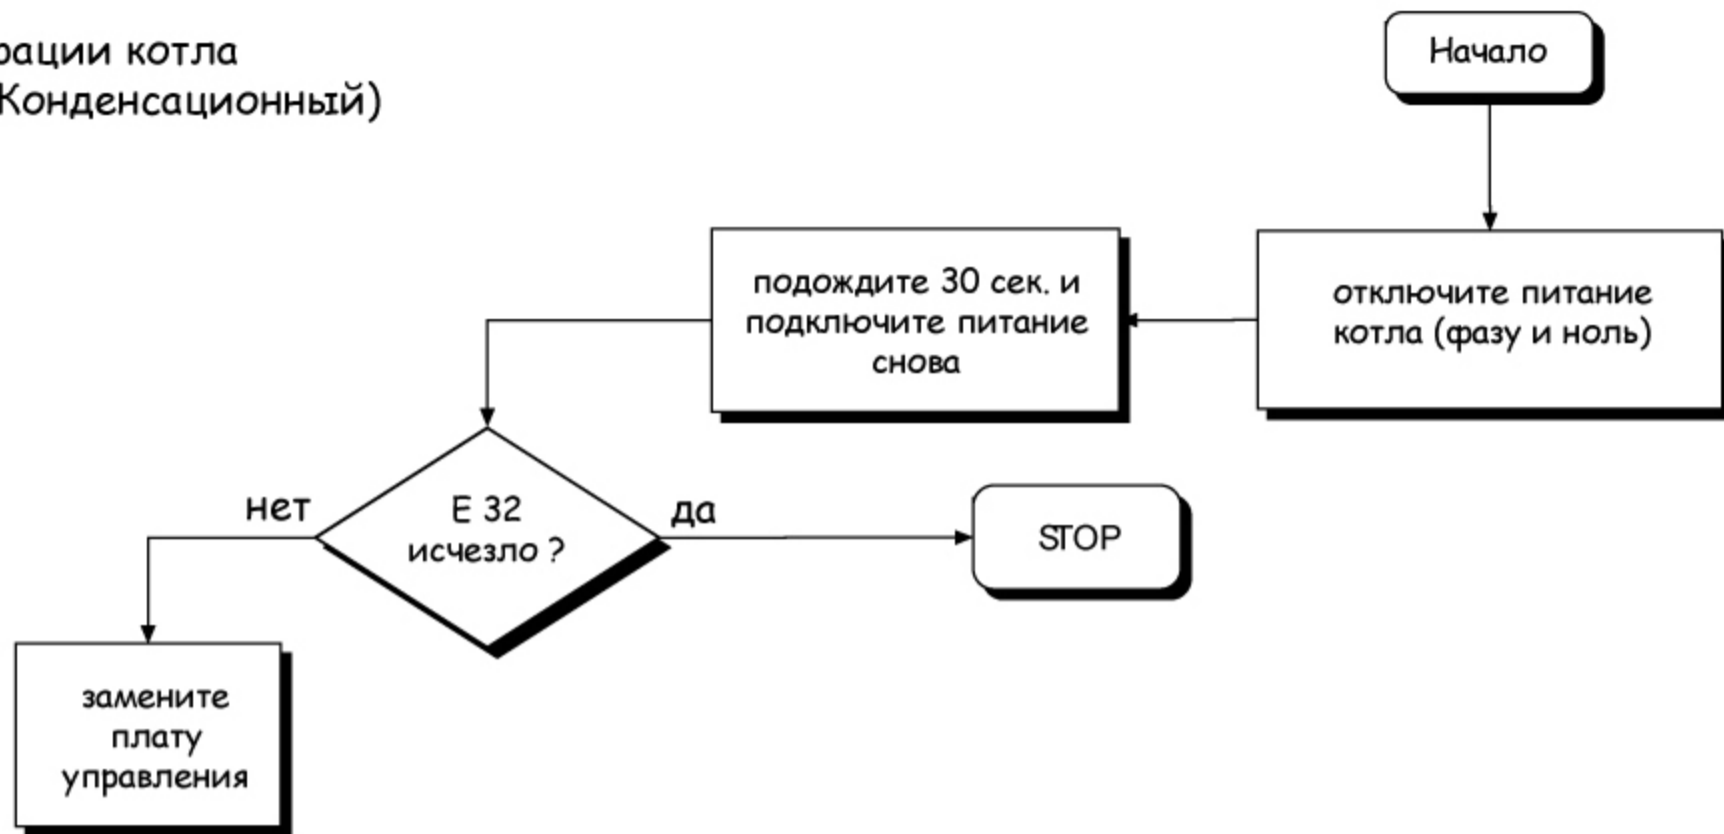 рации котла
Конденсационный)
Начало
отключите питание
котла (фазу и ноль)
подождите 30 сек. и
подключите питание
снова
Е 32
исчезло ?
нет
да
STOP
замените
плату
управления